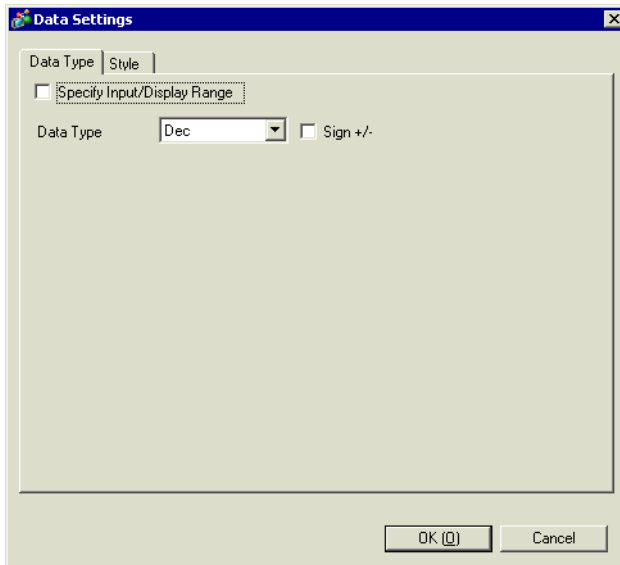 Data Settings
Data Type Style
Specify Input/Display Range
Data Type Dec Sign +/-
OK (O) Cancel